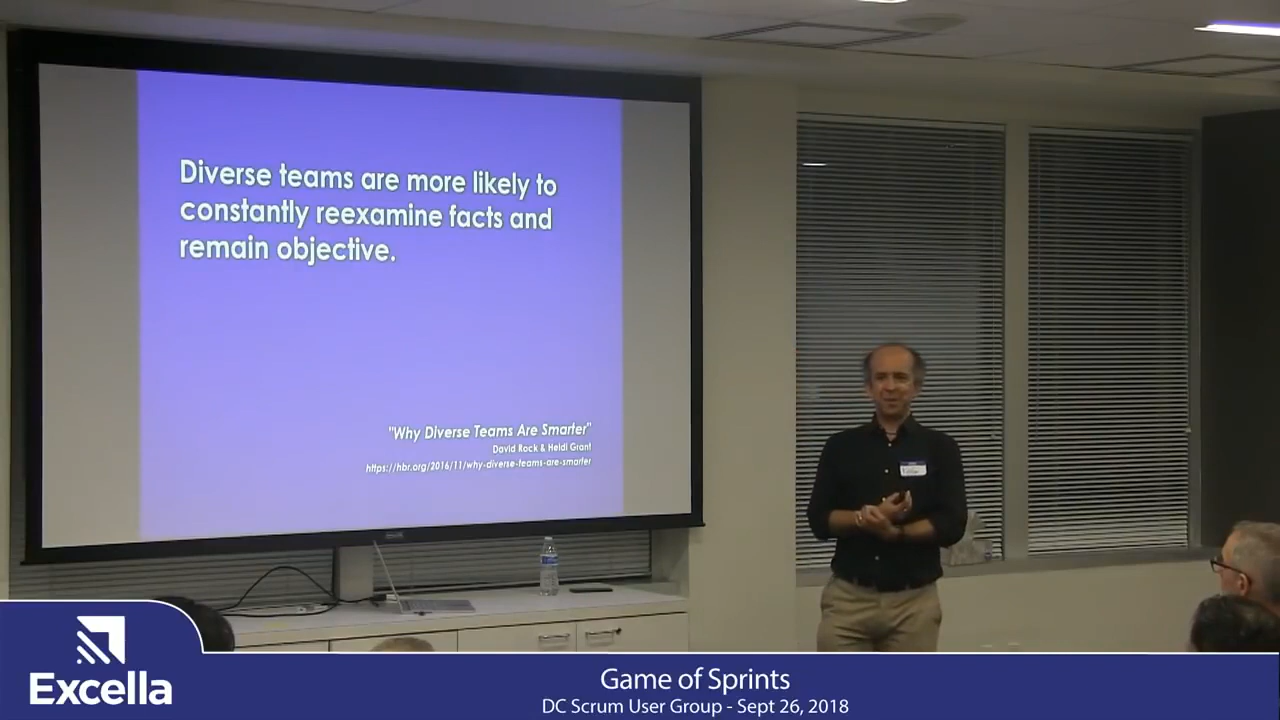 Diverse teams are more likely to
constantly reexamine facts and
remain objective.
"Why Diverse Teams Are Smarter"
David Rock & Heidi Grant
https://hbr.org/2016/11/why-diverse-teams-are-smarter
Excella
Game of Sprints
DC Scrum User Group - Sept 26, 2018